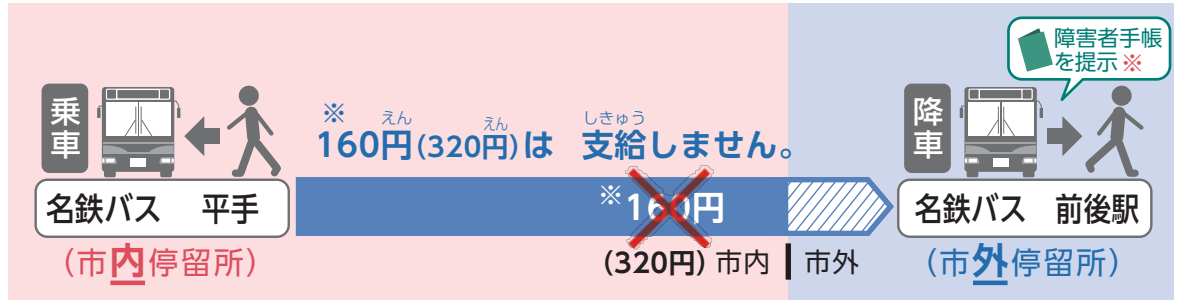 障害者手帳
を提示※
乗車
※ えん えん しきゅう
160円(320円)は 支給しません。
降車
名鉄バス 平手
※160円
名鉄バス 前後駅
(市内停留所)
(320円) 市内
市外
(市外停留所)